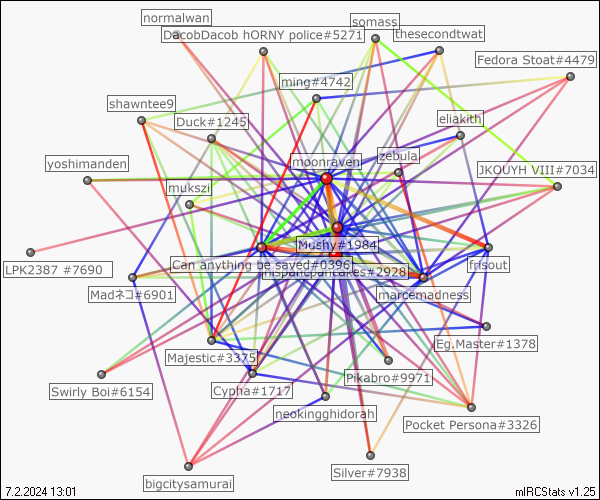 normalwan
somass
DacobDacob hORNY police#5271
thesecondtwat
Fedora Stoat#4479
ming#4742
shawntee9
Duck#1245
eliakith
moonraven
zebula
yoshimanden
JKOUYH VIII#7034
mukszi
Mushy#1984
Can anything be saved#0396
frisout
LPK2387 #7690
Madネコ#6901
marcemadness
Eg.Master#1378
Majestic#3375
Pikabro#9971
Swirly Boi#6154
Cypha#1717
neokingghidorah
Pocket Persona#3326
Silver#7938
bigcitysamurai
7.2.2024 13:01
mIRCStats v1.25